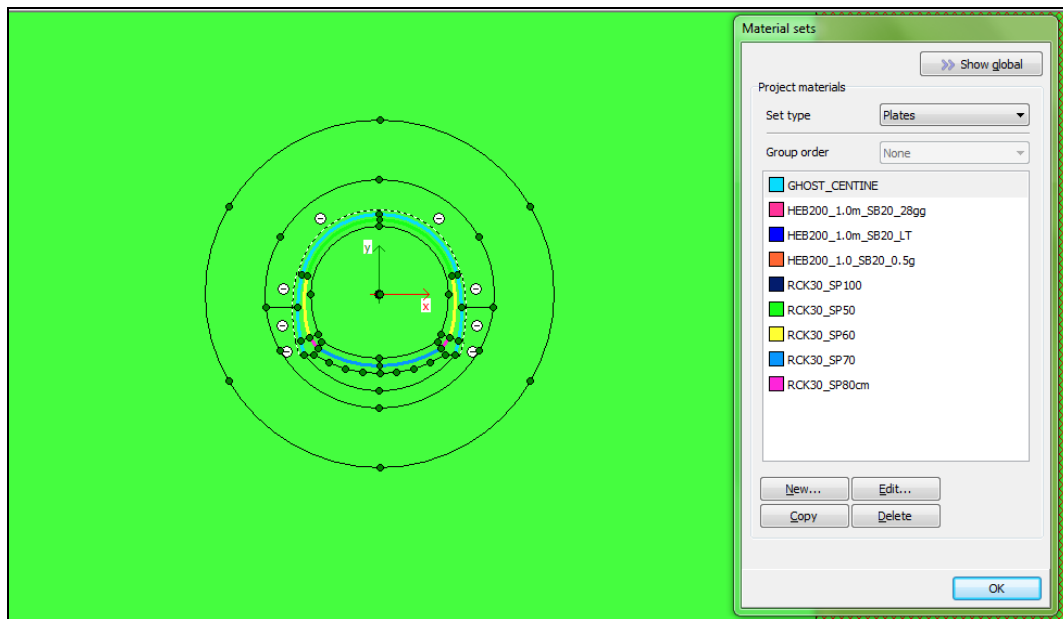 Material sets
Show global
Project materials
Set type Plates
Group order None
GHOST_CENTINE
HEB200_1.0m_SB20_28gg
HEB200_1.0m_SB20_LT
HEB200_1.0_SB20_0.5g
RCK30_SP100
RCK30_SP50
RCK30_SP60
RCK30_SP70
RCK30_SP80cm
New... Edit...
Copy Delete
OK
y
x